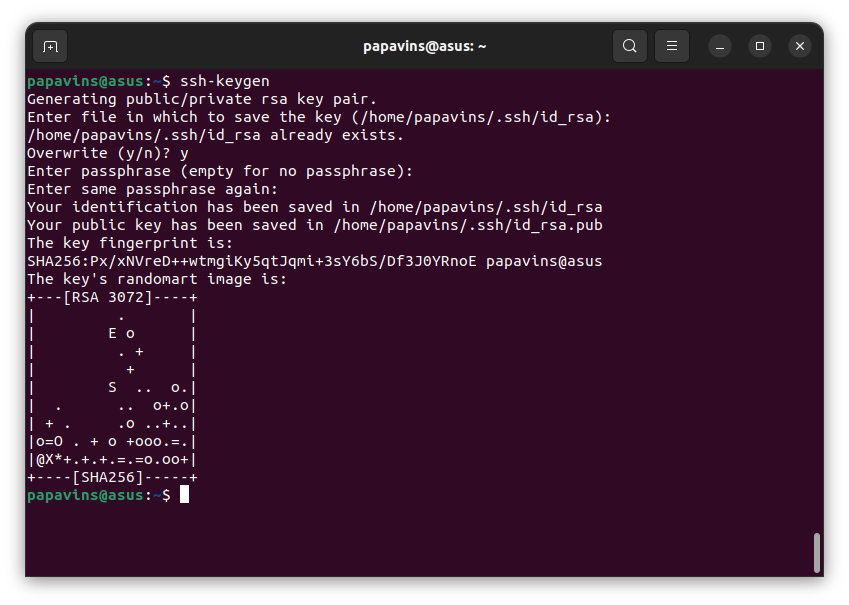 papavins@asus: ~
papavins@asus:~$ ssh-keygen
Generating public/private rsa key pair.
Enter file in which to save the key (/home/papavins/.ssh/id_rsa):
/home/papavins/.ssh/id_rsa already exists.
Overwrite (y/n)? y
Enter passphrase (empty for no passphrase):
Enter same passphrase again:
Your identification has been saved in /home/papavins/.ssh/id_rsa
Your public key has been saved in /home/papavins/.ssh/id_rsa.pub
The key fingerprint is:
SHA256:Px/xNVreD++wtmgiKy5qtJqmi+3sY6bS/Df3J0YRnoE papavins@asus
The key's randomart image is:
+---[RSA 3072]----+
|         .       |
|        E o      |
|         . +     |
|          +      |
|        S  ..  o.|
|  .      ..  o+.o|
| + .     .o ..+..|
|o=O . + o +ooo.=.|
|@X*+.+.+.=.=o.oo+|
+----[SHA256]-----+
papavins@asus:~$